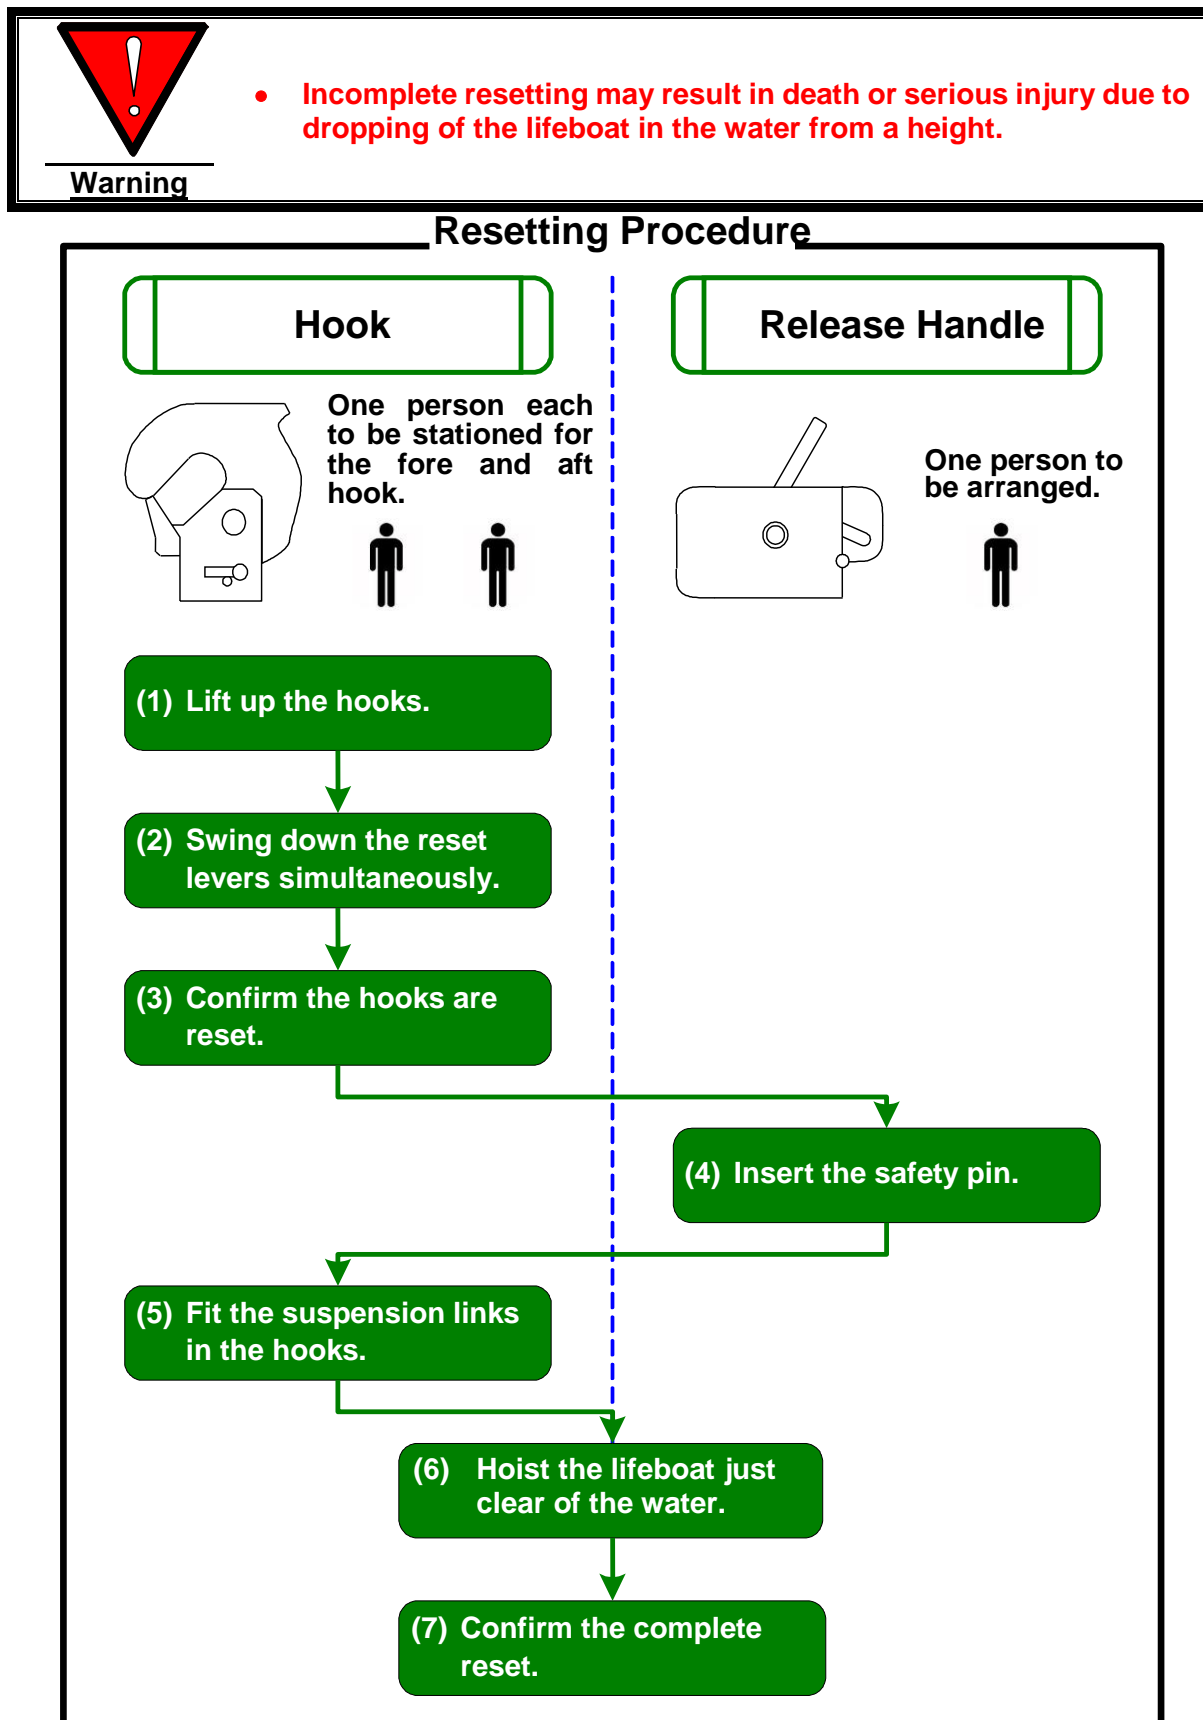 • Incomplete resetting may result in death or serious injury due to
dropping of the lifeboat in the water from a height.
Warning
Resetting Procedure
Hook
One person each
to be stationed for
the fore and aft
hook.
Release Handle
One person to
be arranged.
(1) Lift up the hooks.
(2) Swing down the reset
levers simultaneously.
(3) Confirm the hooks are
reset.
(4) Insert the safety pin.
(5) Fit the suspension links
in the hooks.
(6) Hoist the lifeboat just
clear of the water.
(7) Confirm the complete
reset.